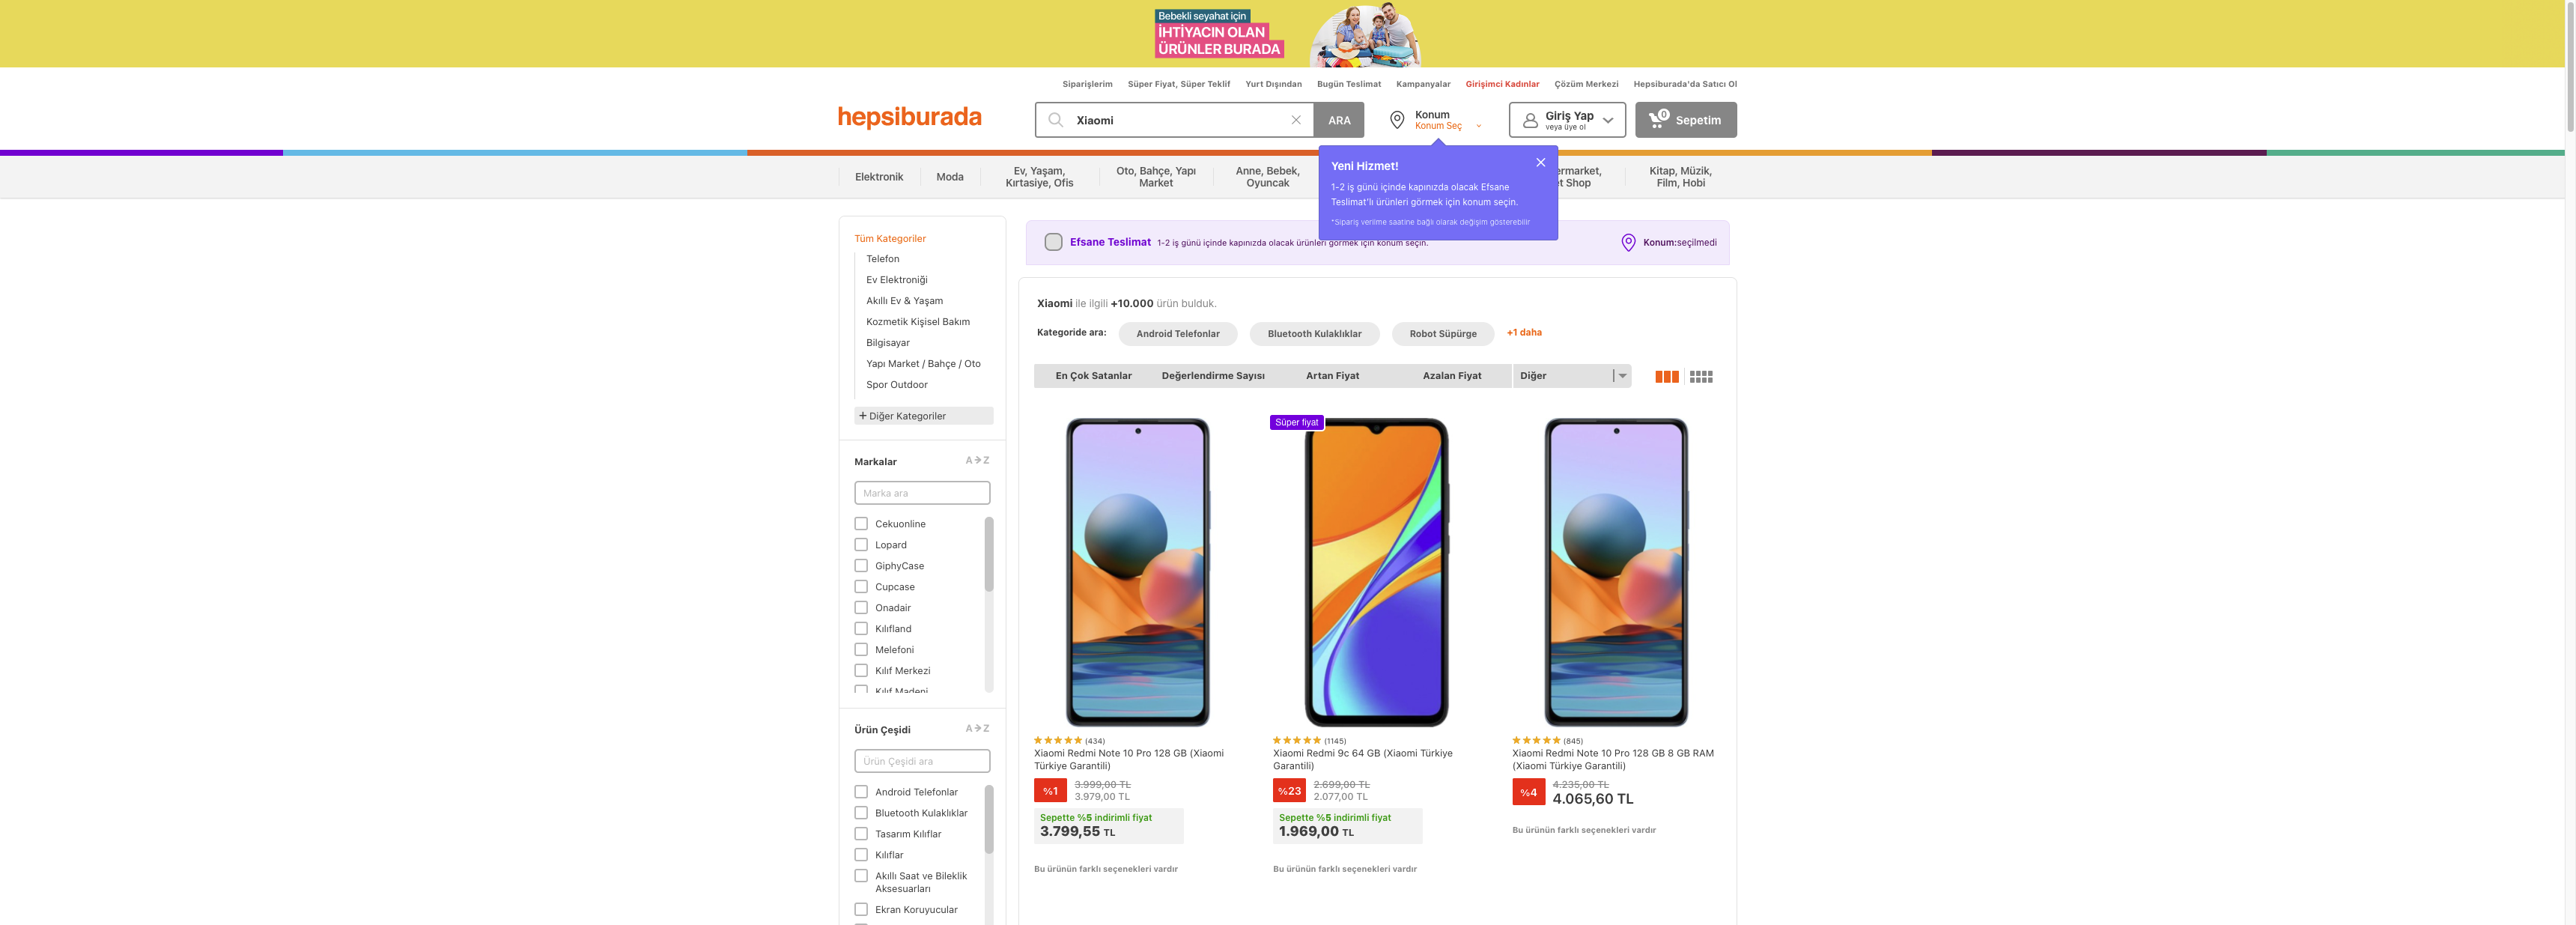 Bebekli seyahat için
İHTİYACIN OLAN
ÜRÜNLER BURADA
Siparişlerim
Süper Fiyat, Süper Teklif
Yurt Dışından
Bugün Teslimat
Kampanyalar
Girişimci Kadınlar
Çözüm Merkezi
Hepsiburada'da Satıcı Ol
hepsiburada
Xiaomi
ARA
Konum
Konum Seç
Giriş Yap
veya üye ol
0
Sepetim
Elektronik
Moda
Ev, Yaşam,
Kırtasiye, Ofis
Oto, Bahçe, Yapı
Market
Anne, Bebek,
Oyuncak
Kitap, Müzik,
Film, Hobi
Yeni Hizmet!
1-2 iş günü içinde kapınızda olacak Efsane
Teslimat'lı ürünleri görmek için konum seçin.
*Sipariş verilme saatine bağlı olarak değişim gösterebilir
Efsane Teslimat 1-2 iş günü içinde kapınızda olacak ürünleri görmek için konum seçin.
Konum:seçilmedi
Tüm Kategoriler
Telefon
Ev Elektroniği
Akıllı Ev & Yaşam
Kozmetik Kişisel Bakım
Bilgisayar
Yapı Market / Bahçe / Oto
Spor Outdoor
+ Diğer Kategoriler
Markalar
A→Z
Marka ara
Cekuonline
Lopard
GiphyCase
Cupcase
Onadair
Kılıfland
Melefoni
Kılıf Merkezi
Kılıf Madeni
Ürün Çeşidi
A→Z
Ürün Çeşidi ara
Android Telefonlar
Bluetooth Kulaklıklar
Tasarım Kılıflar
Kılıflar
Akıllı Saat ve Bileklik
Aksesuarları
Ekran Koruyucular
Xiaomi ile ilgili +10.000 ürün bulduk.
Kategoride ara:
Android Telefonlar
Bluetooth Kulaklıklar
Robot Süpürge
+1 daha
En Çok Satanlar
Değerlendirme Sayısı
Artan Fiyat
Azalan Fiyat
Diğer
(434)
Xiaomi Redmi Note 10 Pro 128 GB (Xiaomi
Türkiye Garantili)
%1
3.999,00 TL
3.979,00 TL
Sepette %5 indirimli fiyat
3.799,55 TL
Bu ürünün farklı seçenekleri vardır
Süper fiyat
(1145)
Xiaomi Redmi 9c 64 GB (Xiaomi Türkiye
Garantili)
%23
2.699,00 TL
2.077,00 TL
Sepette %5 indirimli fiyat
1.969,00 TL
Bu ürünün farklı seçenekleri vardır
(845)
Xiaomi Redmi Note 10 Pro 128 GB 8 GB RAM
(Xiaomi Türkiye Garantili)
%4
4.235,00 TL
4.065,60 TL
Bu ürünün farklı seçenekleri vardır